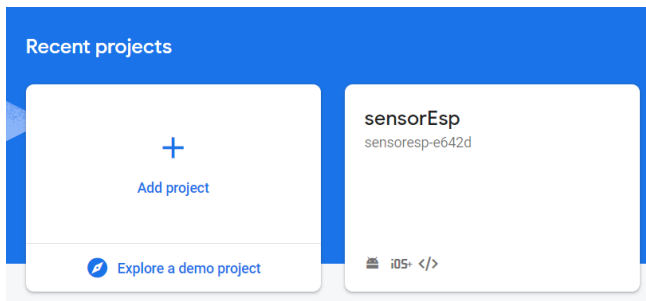 Recent projects
Add project
Explore a demo project
sensorEsp
sensoresp-e642d
iOS+ </>